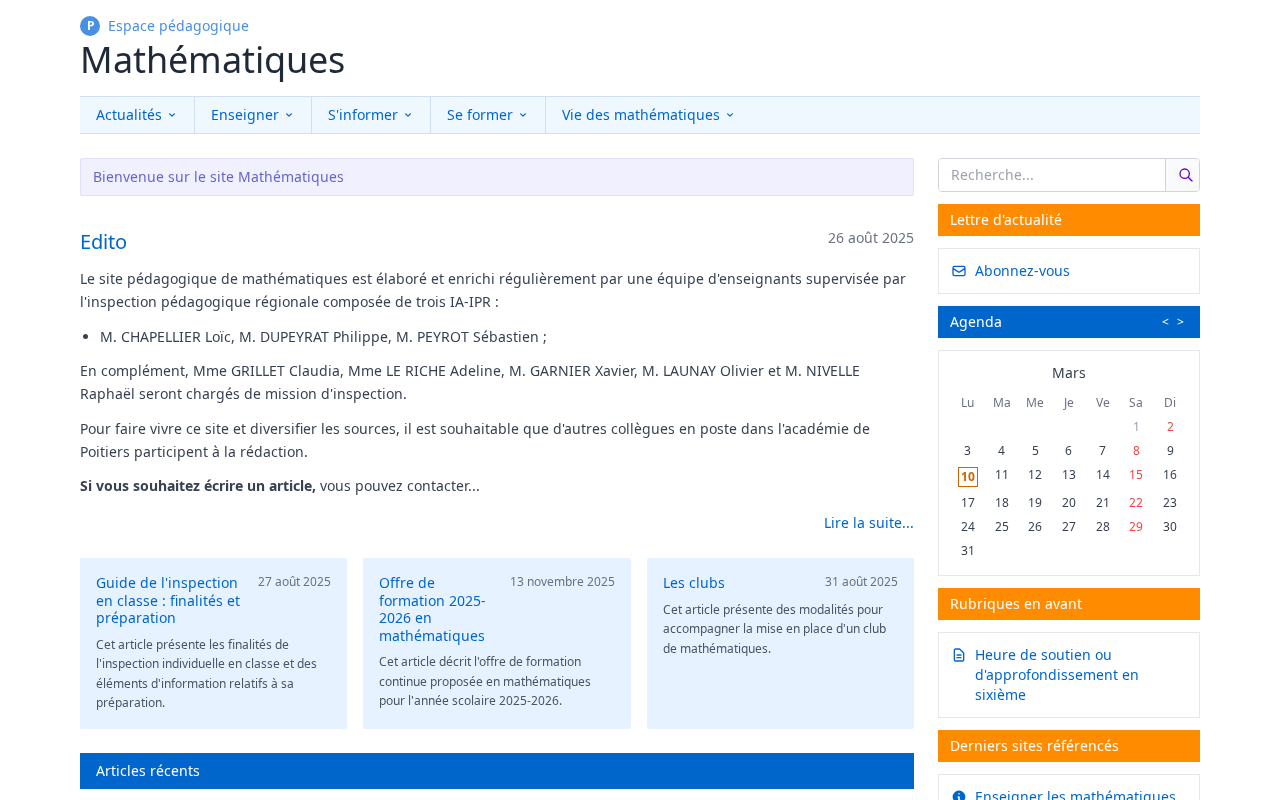 P Espace pédagogique
Mathématiques
Actualités
Enseigner
S'informer
Se former
Vie des mathématiques
Bienvenue sur le site Mathématiques
Edito
26 août 2025
Le site pédagogique de mathématiques est élaboré et enrichi régulièrement par une équipe d'enseignants supervisée par
l'inspection pédagogique régionale composée de trois IA-IPR :
• M. CHAPELLIER Loïc, M. DUPEYRAT Philippe, M. PEYROT Sébastien ;
En complément, Mme GRILLET Claudia, Mme LE RICHE Adeline, M. GARNIER Xavier, M. LAUNAY Olivier et M. NIVELLE
Raphaël seront chargés de mission d'inspection.
Pour faire vivre ce site et diversifier les sources, il est souhaitable que d'autres collègues en poste dans l'académie de
Poitiers participent à la rédaction.
Si vous souhaitez écrire un article, vous pouvez contacter...
Lire la suite...
Guide de l'inspection
en classe : finalités et
préparation
27 août 2025
Cet article présente les finalités de
l'inspection individuelle en classe et des
éléments d'information relatifs à sa
préparation.
Offre de
formation 2025-
2026 en
mathématiques
13 novembre 2025
Cet article décrit l'offre de formation
continue proposée en mathématiques
pour l'année scolaire 2025-2026.
Les clubs
31 août 2025
Cet article présente des modalités pour
accompagner la mise en place d'un club
de mathématiques.
Articles récents
Recherche...
Lettre d'actualité
Abonnez-vous
Agenda < >
Mars
Lu Ma Me Je Ve Sa Di
1 2
3 4 5 6 7 8 9
10 11 12 13 14 15 16
17 18 19 20 21 22 23
24 25 26 27 28 29 30
31
Rubriques en avant
Heure de soutien ou
d'approfondissement en
sixième
Derniers sites référencés
Enseigner les mathématiques